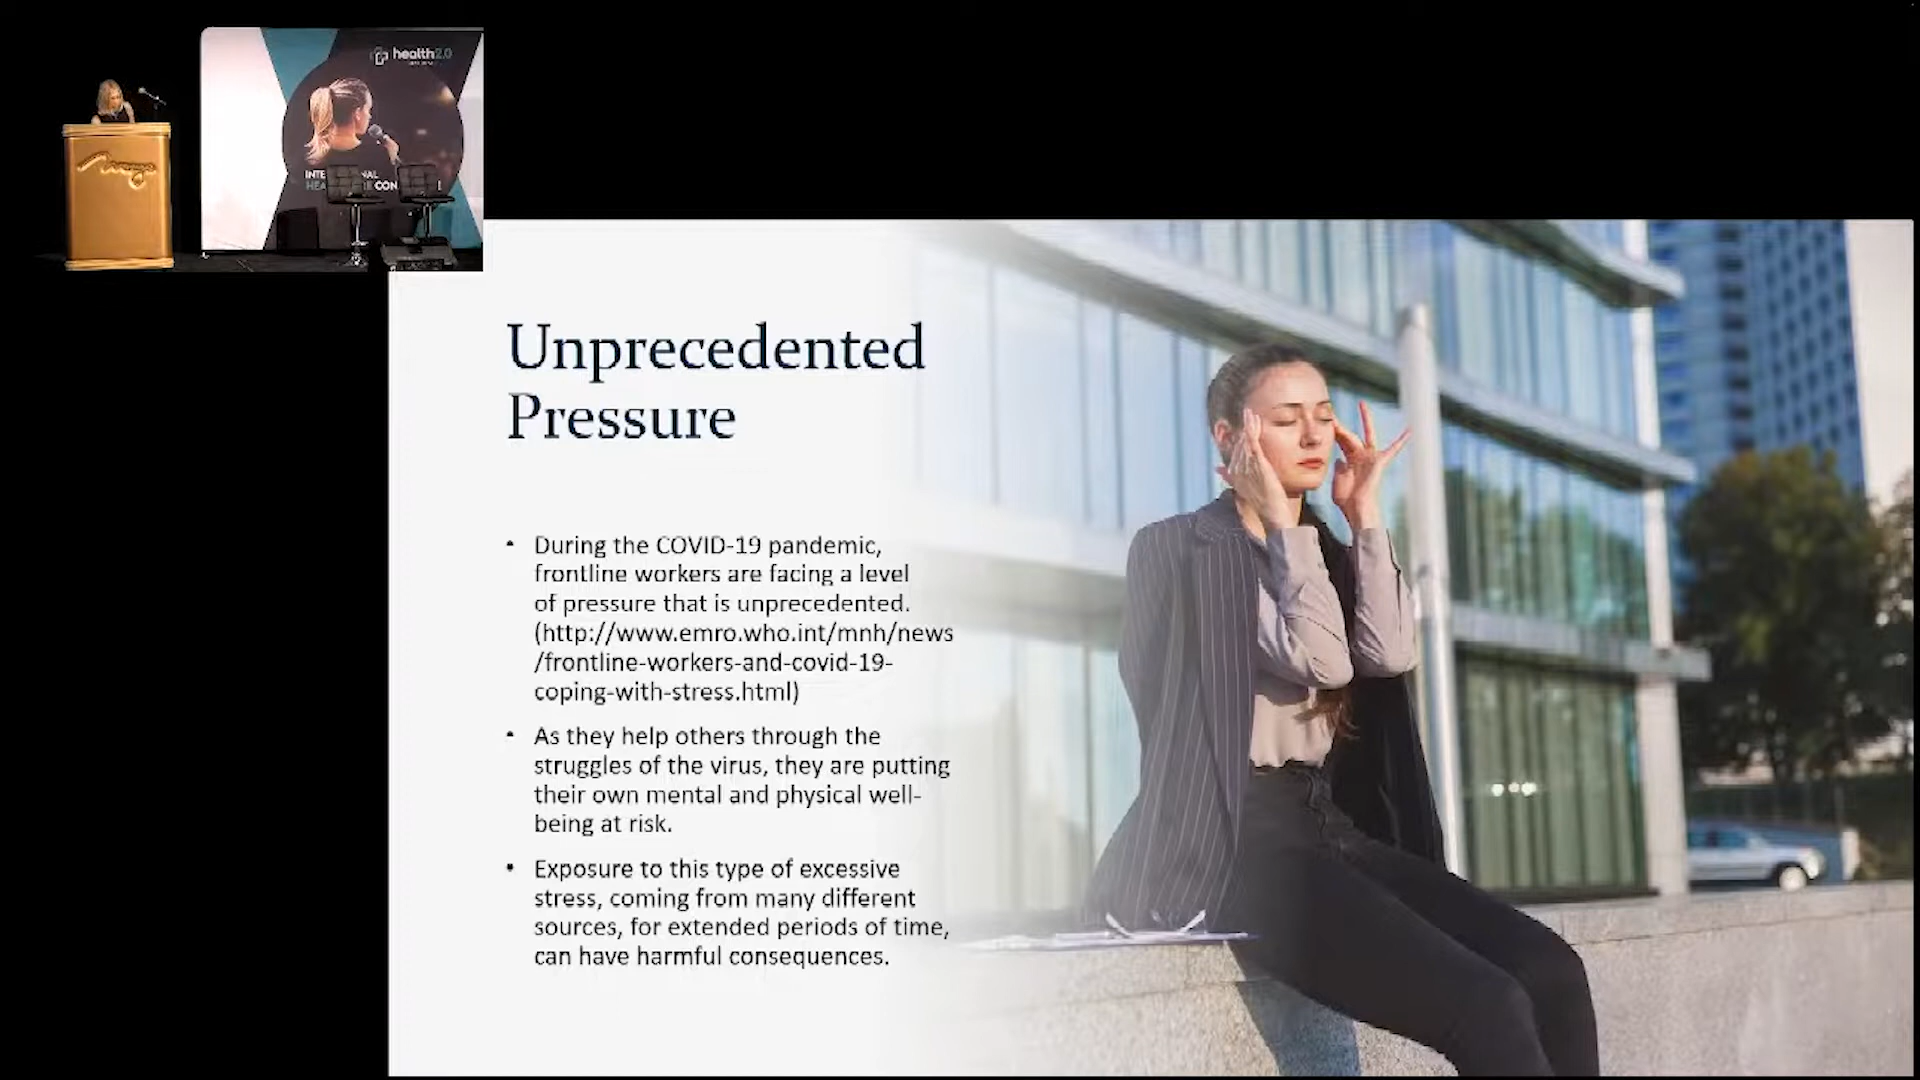 health2.0
INTE NAL
HEA E CON
Unprecedented
Pressure
• During the COVID-19 pandemic,
frontline workers are facing a level
of pressure that is unprecedented.
(http://www.emro.who.int/mnh/news
/frontline-workers-and-covid-19-
coping-with-stress.html)
• As they help others through the
struggles of the virus, they are putting
their own mental and physical well-
being at risk.
• Exposure to this type of excessive
stress, coming from many different
sources, for extended periods of time,
can have harmful consequences.